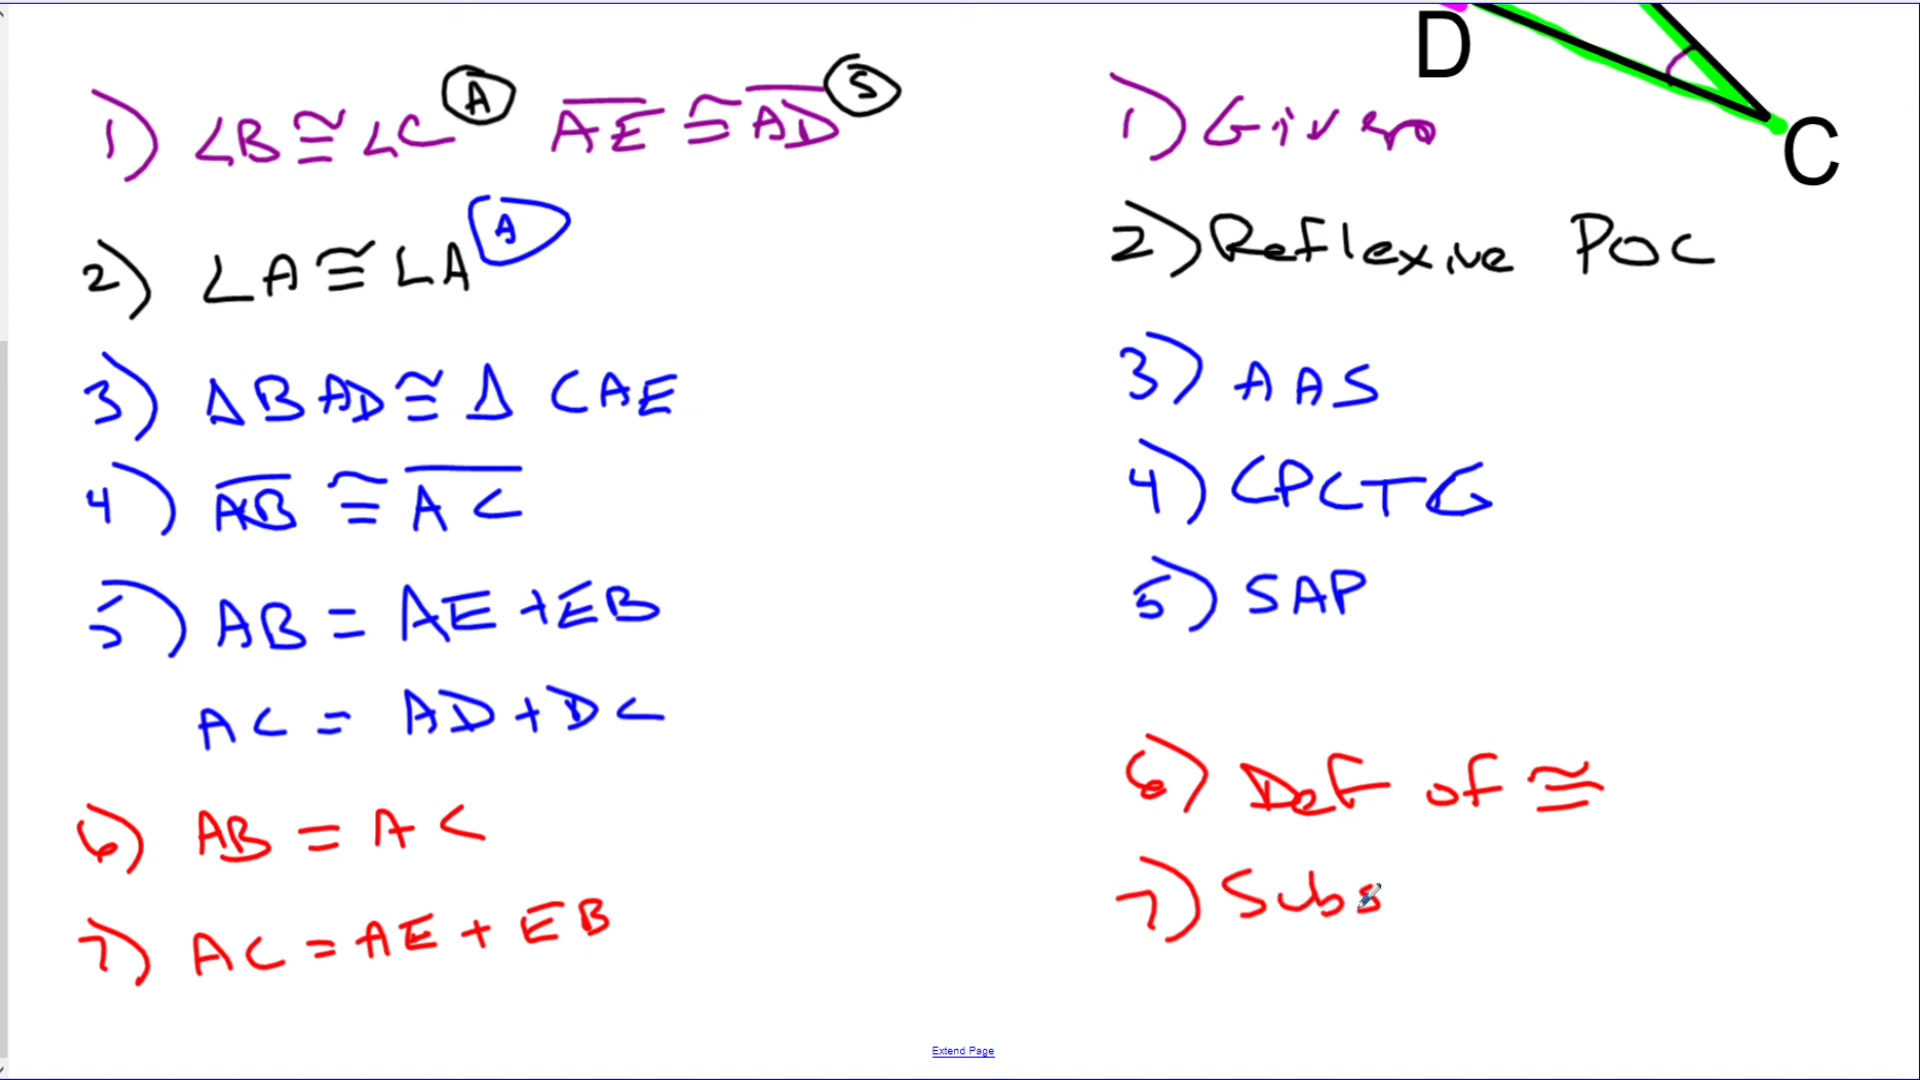 D
C
1) ∠B ≅ ∠C A AE ≅ AD S 1) Given
2) ∠A ≅ ∠A A 2) Reflexive POC
3) ΔBAD ≅ Δ CAE 3) AAS
4) AB ≅ AC 4) CPCTC
5) AB = AE + EB 5) SAP
AC = AD + DC
6) AB = AC 6) Def of ≅
7) AC = AE + EB 7) Subs
Extend Page